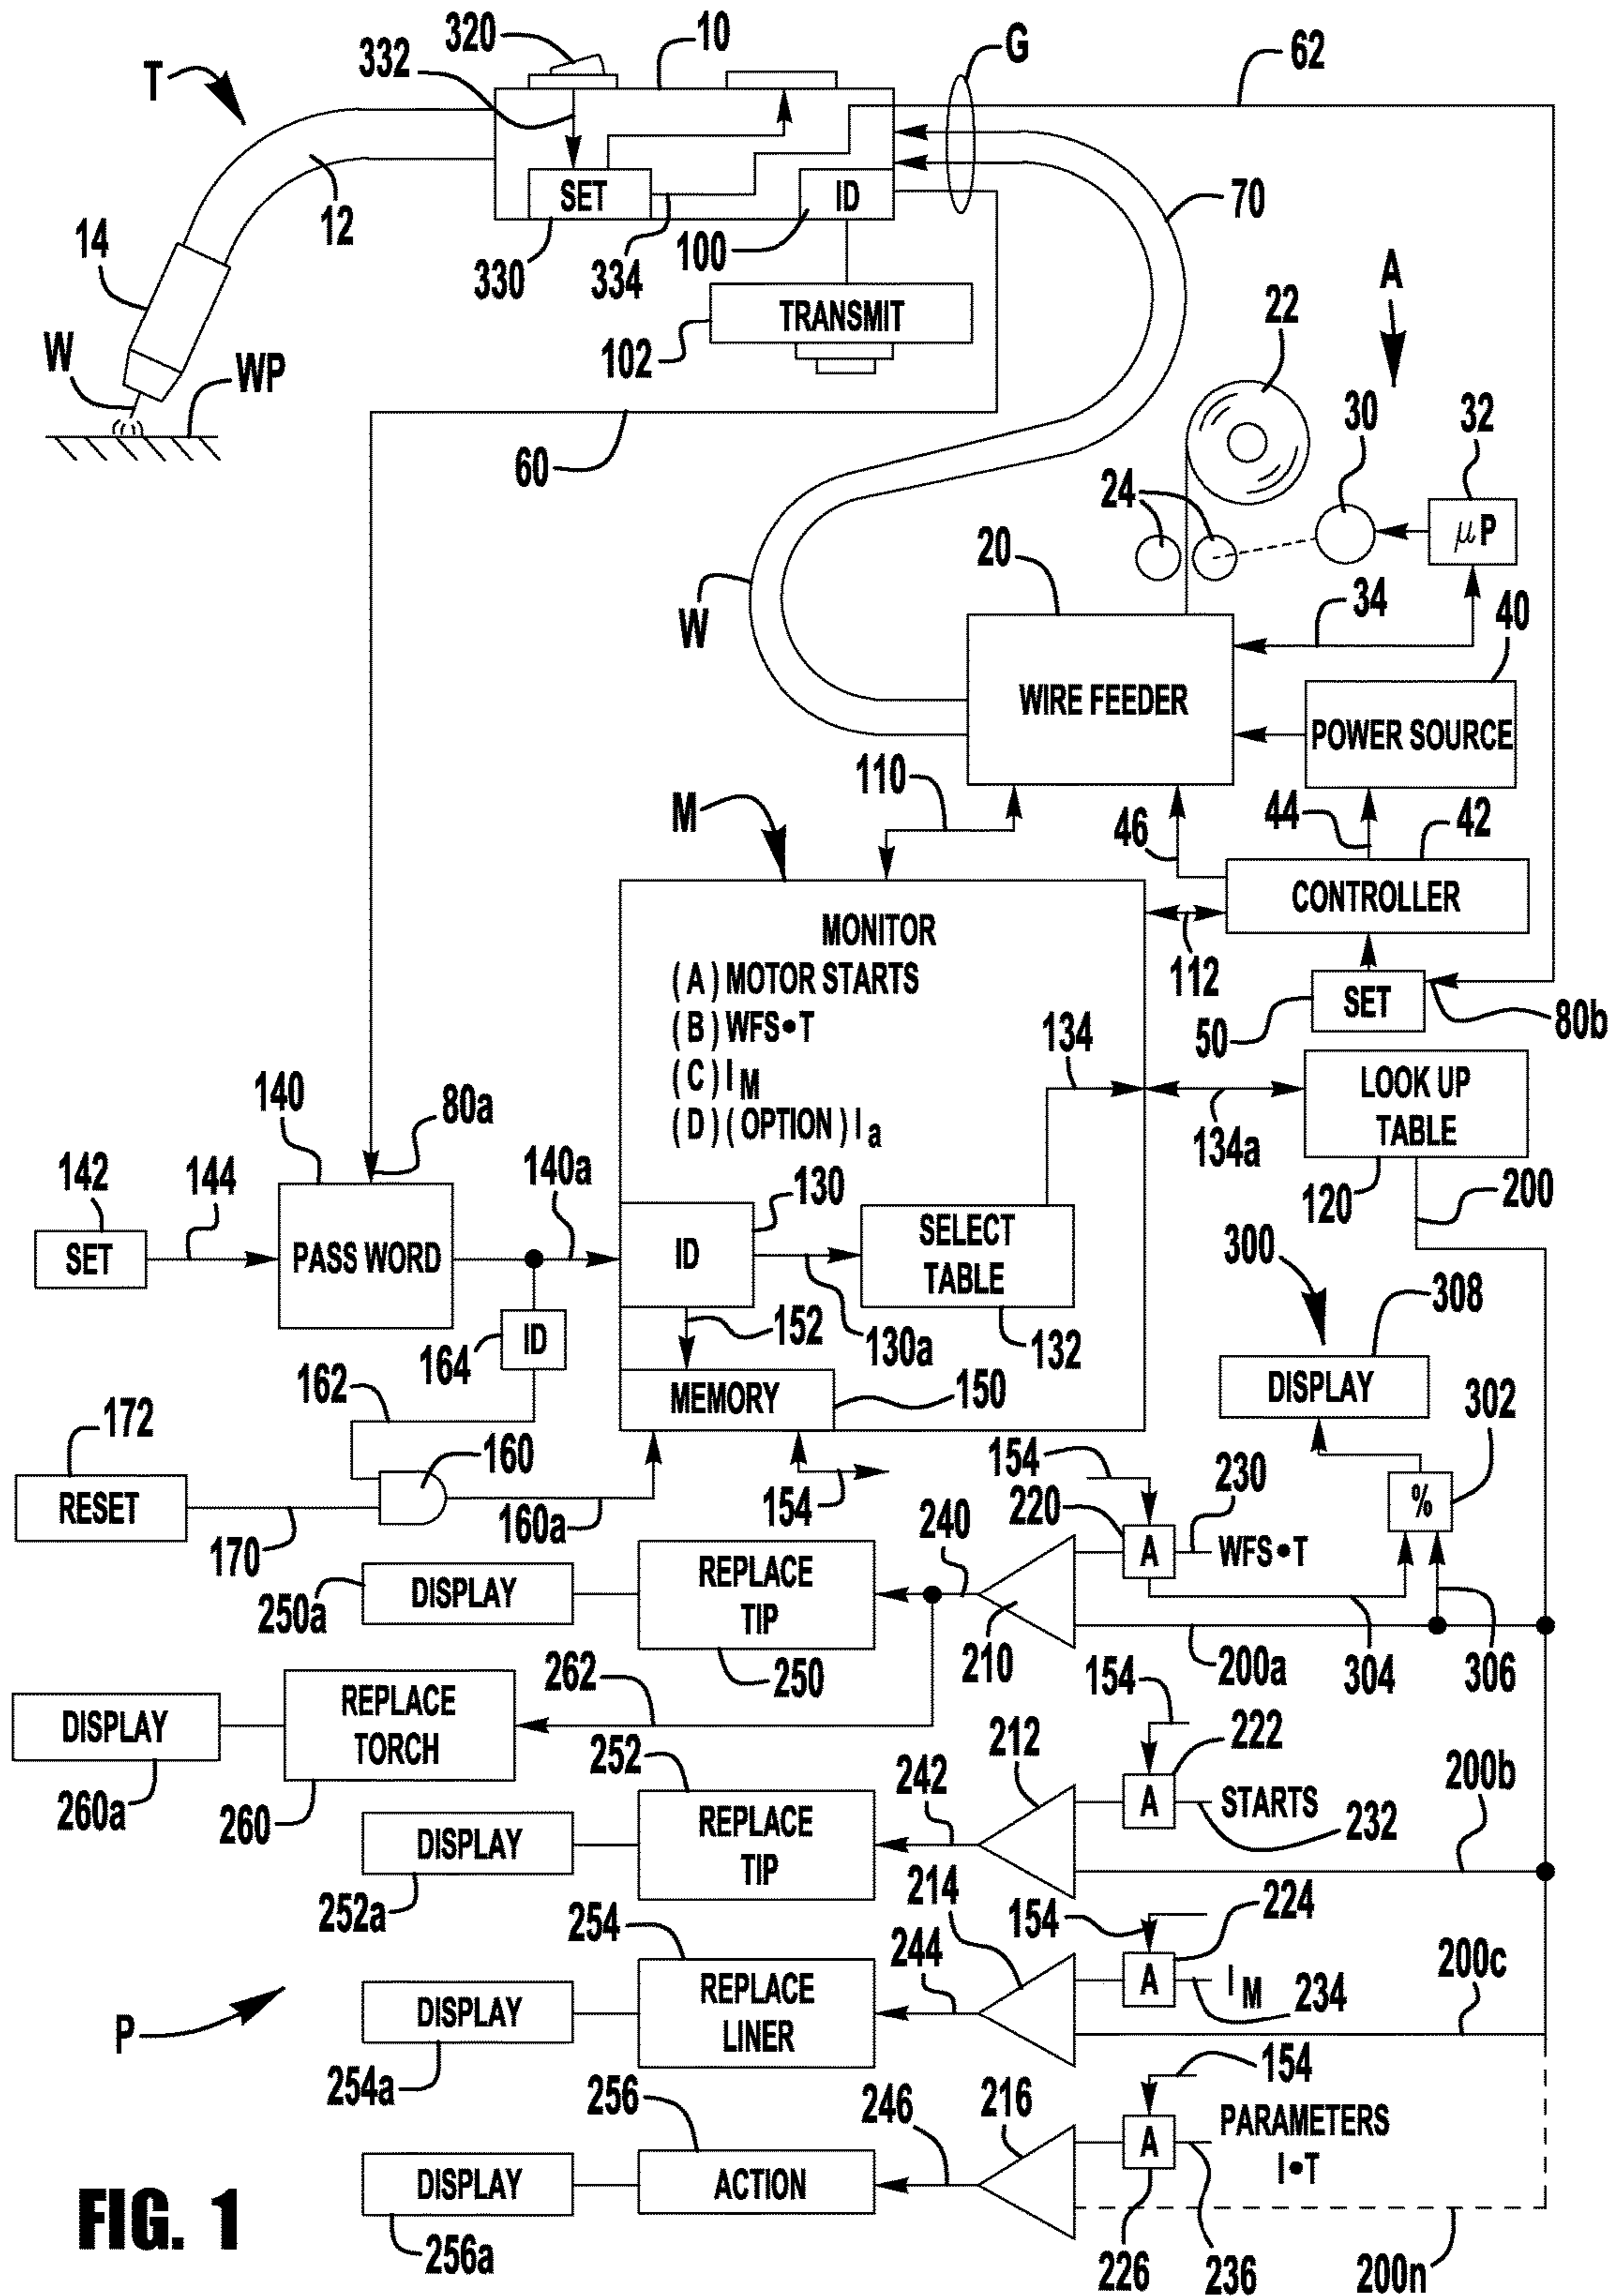 320
10
G
62
332
T
SET
ID
12
70
14
330
334
100
A
TRANSMIT
22
102
W
WP
30
32
60
24
μP
20
34
40
W
WIRE FEEDER
POWER SOURCE
110
M
46
44
42
CONTROLLER
MONITOR
(A) MOTOR STARTS
112
SET
(B) WFS•T
50
80b
134
(C) IM
LOOK UP
TABLE
140
80a
(D) (OPTION) Ia
134a
142
144
140a
130
120
200
SELECT
TABLE
SET
PASS WORD
ID
300
308
164
ID
152
130a
132
162
MEMORY
150
DISPLAY
302
172
160
154
230
%
RESET
154
220
160a
240
A
WFS•T
170
REPLACE
TIP
DISPLAY
250a
250
210
200a
304
306
262
154
REPLACE
TORCH
DISPLAY
212
222
252
242
200b
260a
260
REPLACE
TIP
A
STARTS
DISPLAY
232
214
252a
254
154
224
244
200c
REPLACE
LINER
A
IM
234
DISPLAY
P
154
254a
256
246
216
PARAMETERS
I•T
A
DISPLAY
ACTION
FIG. 1
256a
226
236
200n